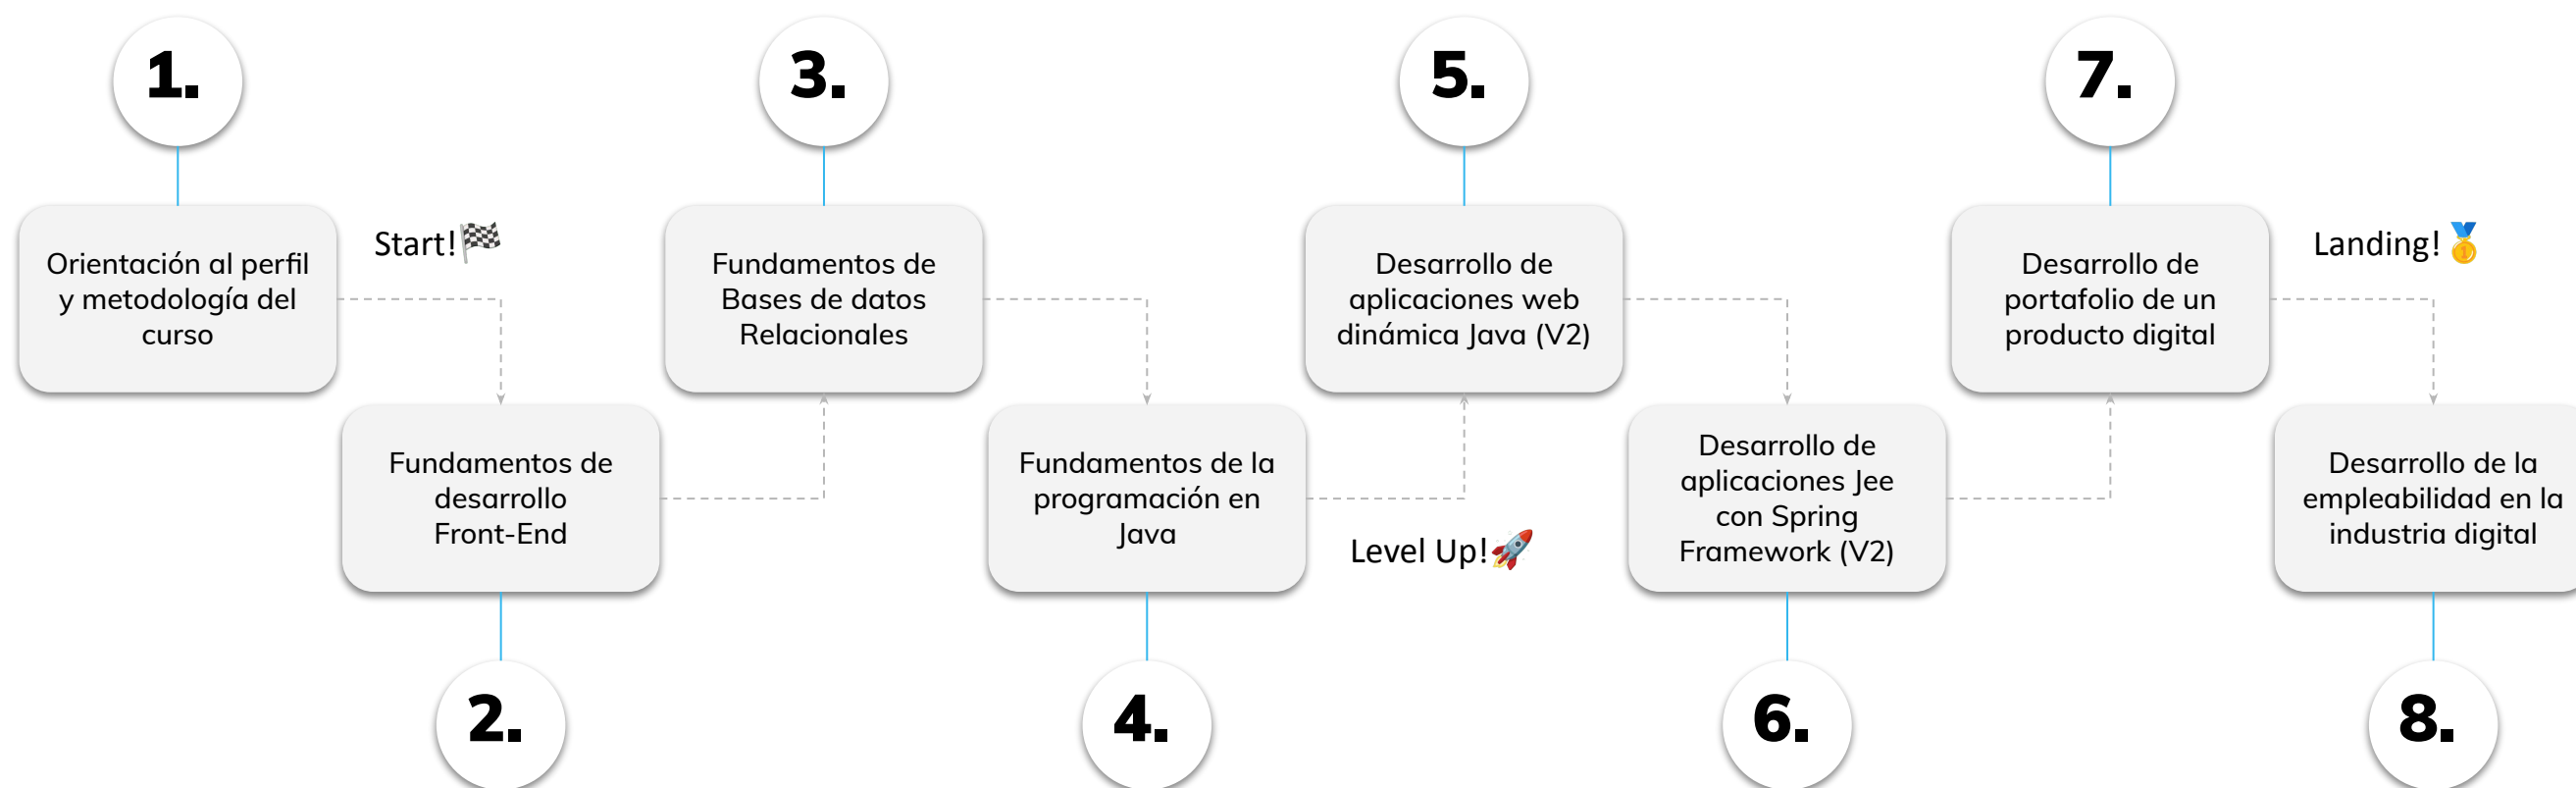 1.
Orientación al perfil
y metodología del
curso
Start!🏁
2.
Fundamentos de
desarrollo
Front-End
3.
Fundamentos de
Bases de datos
Relacionales
4.
Fundamentos de la
programación en
Java
Level Up!🚀
5.
Desarrollo de
aplicaciones web
dinámica Java (V2)
6.
Desarrollo de
aplicaciones Jee
con Spring
Framework (V2)
7.
Desarrollo de
portafolio de un
producto digital
Landing!🥇
8.
Desarrollo de la
empleabilidad en la
industria digital